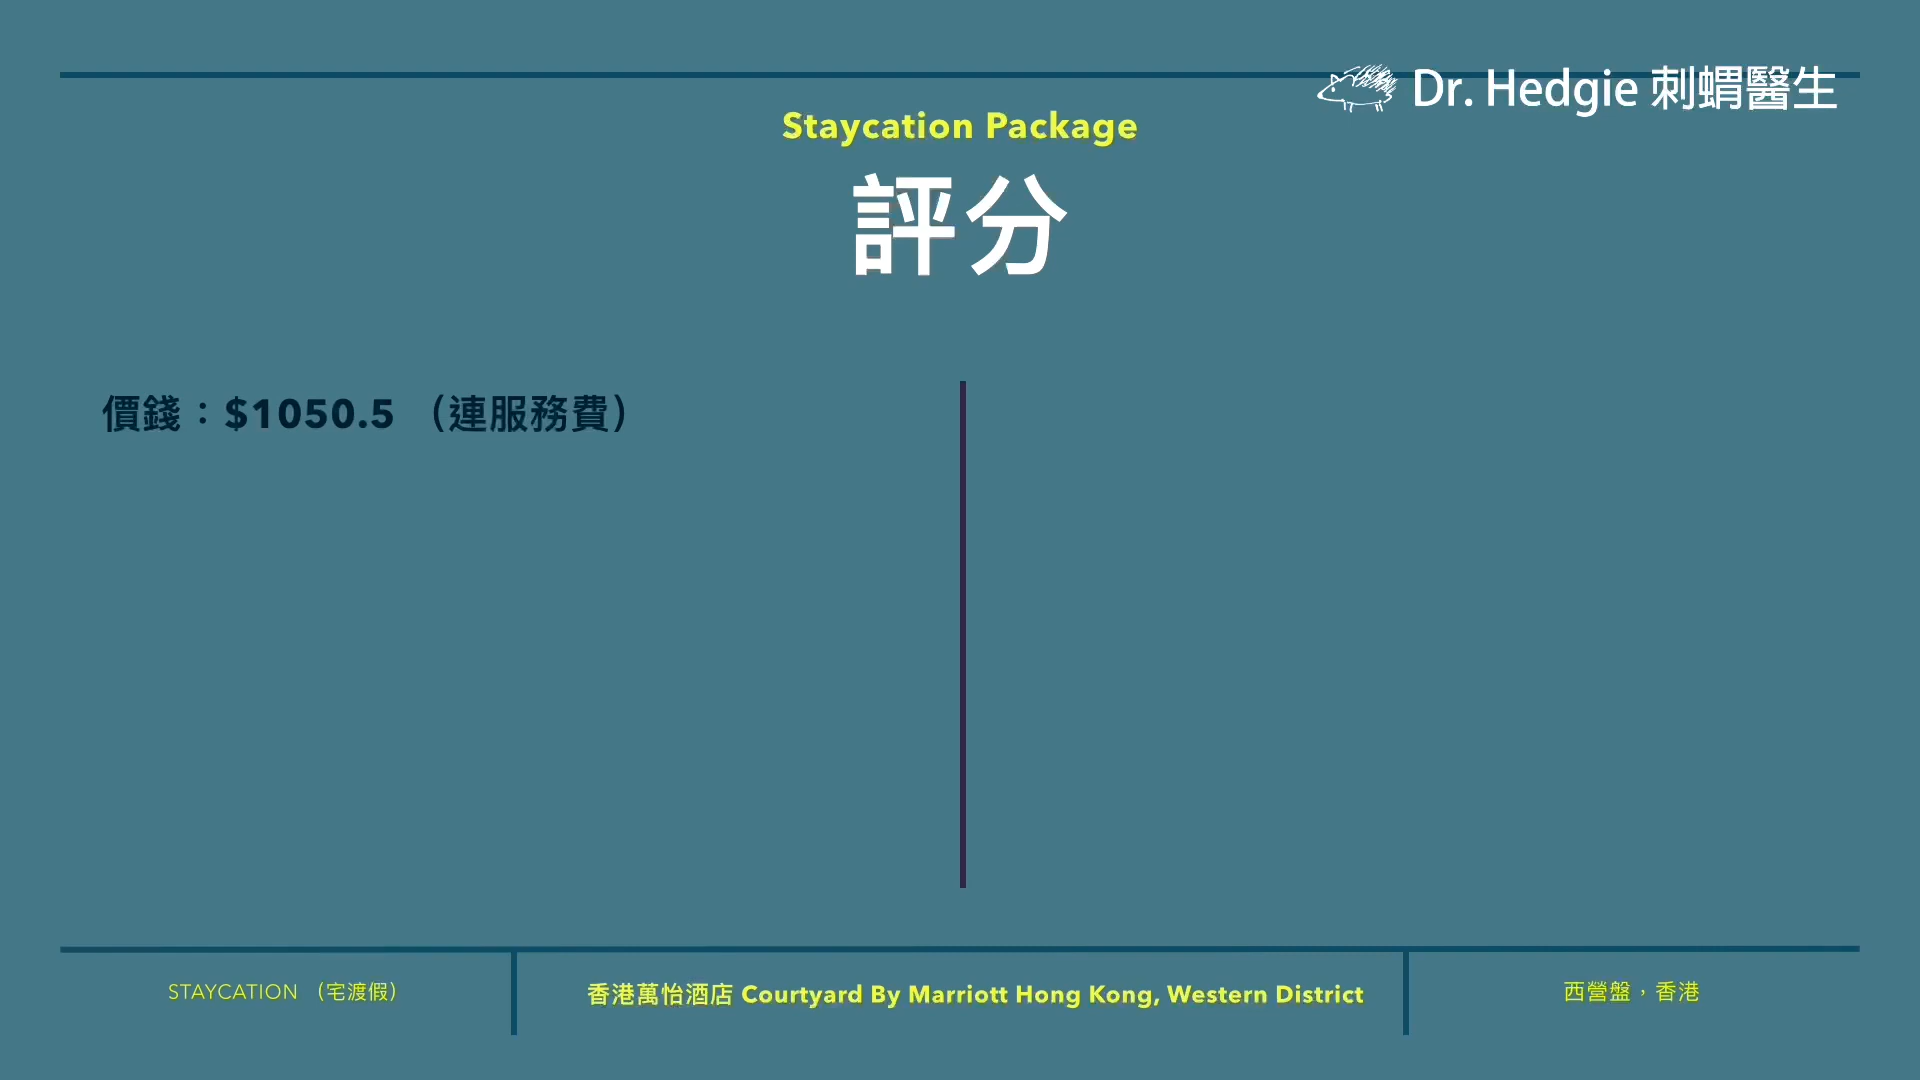 Dr. Hedgie 刺蝟醫生
Staycation Package
評分
價錢：$1050.5 （連服務費）
STAYCATION （宅渡假）
香港萬怡酒店 Courtyard By Marriott Hong Kong, Western District
西營盤，香港